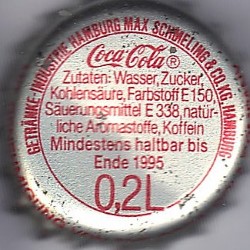 GETRÄNKE-INDUSTRIE HAMBURG MAX SCHMELING & CO.KG. HAMBURG-
Coca-Cola®
Zutaten: Wasser, Zucker,
Kohlensäure, Farbstoff E 150,
Säuerungsmittel E 338, natür-
liche Aromastoffe, Koffein
Mindestens haltbar bis
Ende 1995
0,2L